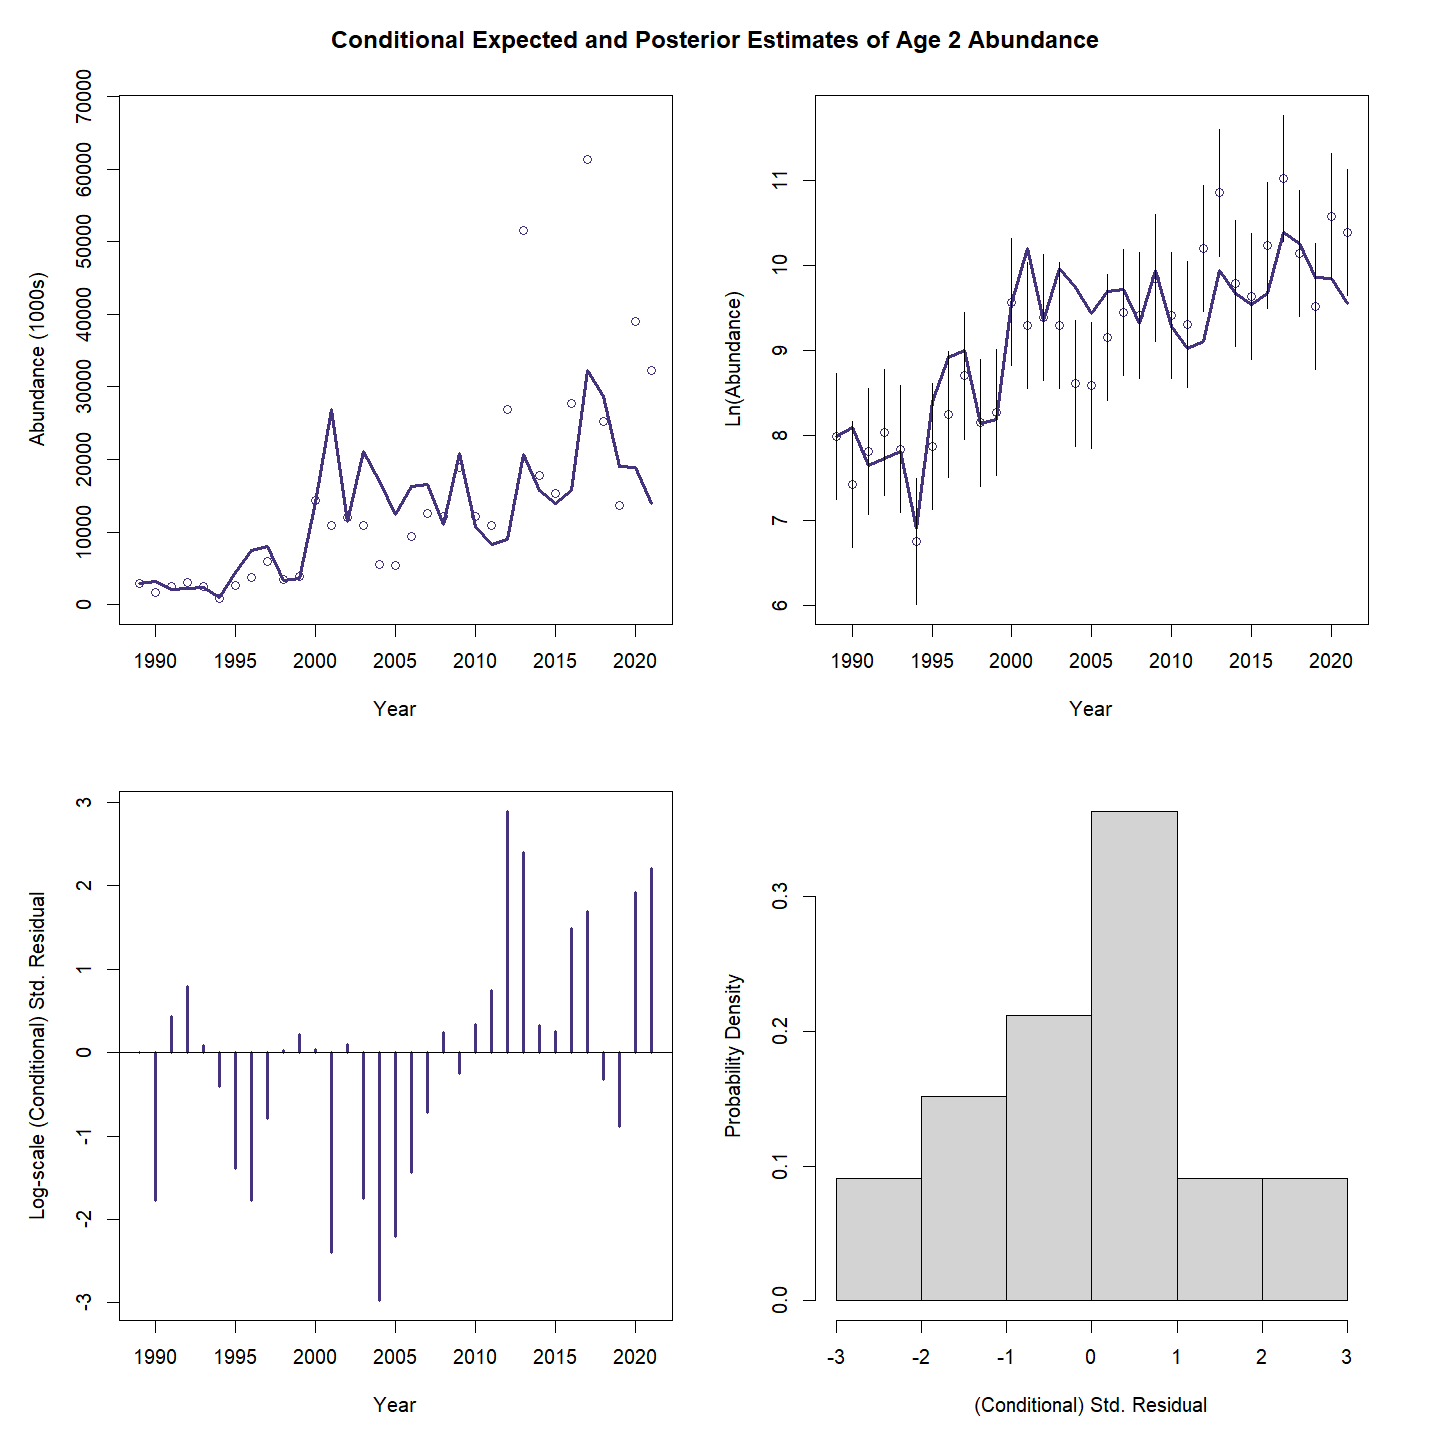 Conditional Expected and Posterior Estimates of Age 2 Abundance
Abundance (1000s)
70000
60000
50000
40000
30000
20000
10000
0
1990 1995 2000 2005 2010 2015 2020
Year
Ln(Abundance)
11
10
9
8
7
6
1990 1995 2000 2005 2010 2015 2020
Year
Log-scale (Conditional) Std. Residual
3
2
1
0
-1
-2
-3
1990 1995 2000 2005 2010 2015 2020
Year
Probability Density
0.3
0.2
0.1
0.0
-3 -2 -1 0 1 2 3
(Conditional) Std. Residual